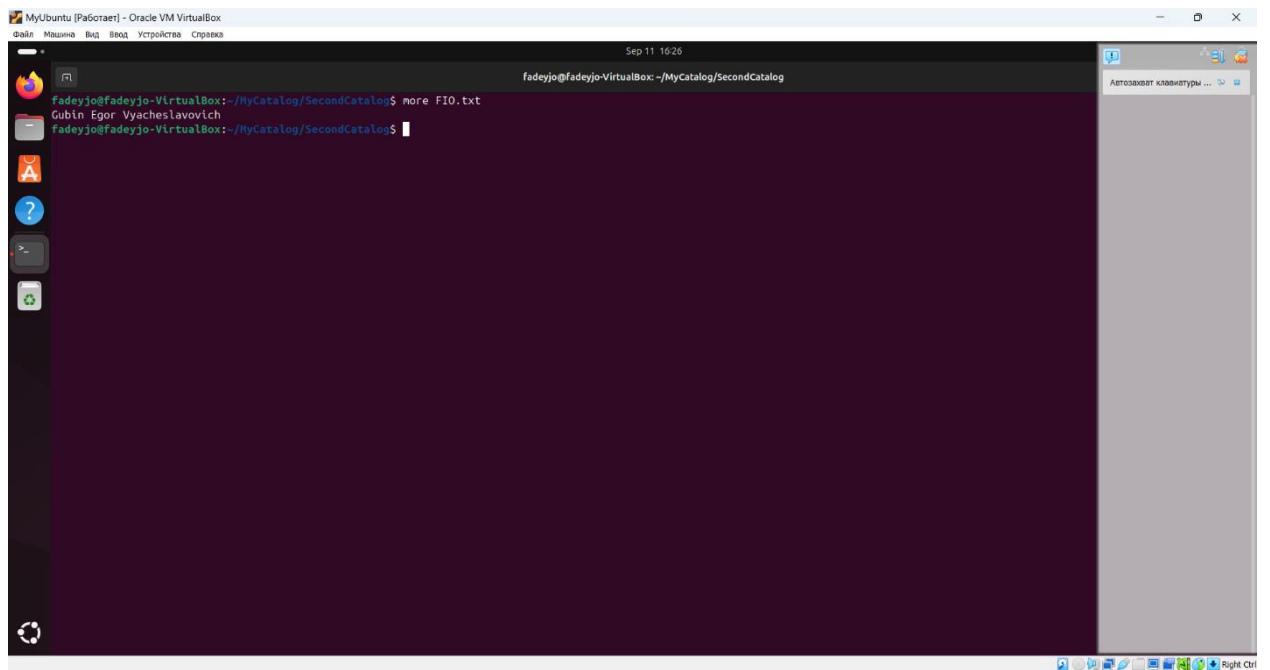 MyUbuntu [Работает] - Oracle VM VirtualBox
Файл Машина Вид Ввод Устройства Справка
Sep 11 16:26
fadeyjo@fadeyjo-VirtualBox: ~/MyCatalog/SecondCatalog
Автозахват клавиатуры ...
fadeyjo@fadeyjo-VirtualBox:~/MyCatalog/SecondCatalog$ more FIO.txt
Gubin Egor Vyacheslavovich
fadeyjo@fadeyjo-VirtualBox:~/MyCatalog/SecondCatalog$
Right Ctrl